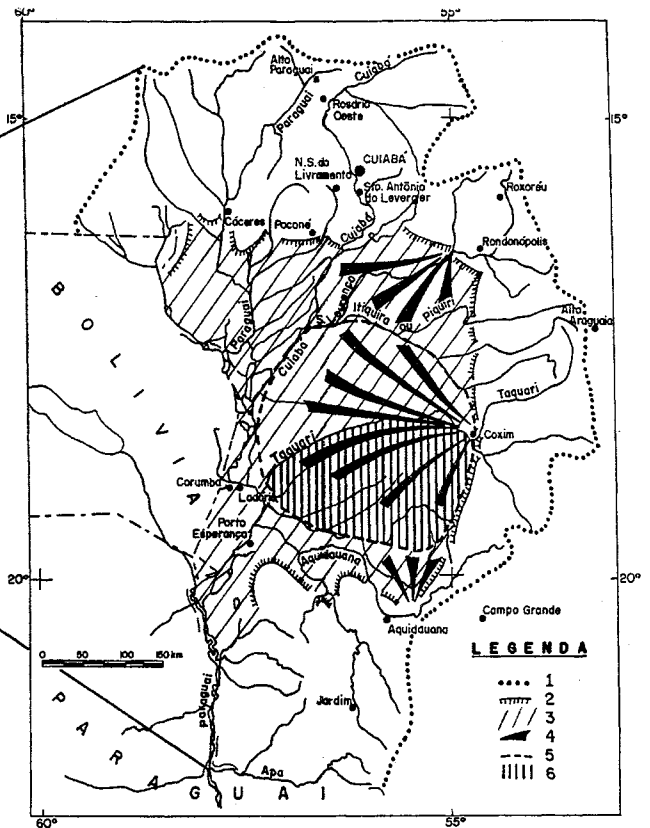 60°
55°
15°
15°
Alto
Paraguai
Cuiabá
Paraguai
Rosário
Oeste
CUIABÁ
N.S. do
Livramento
Sto. Antônio
do Leverger
Roxoréu
Cáceres
Poconé
Cuiabá
Rondonópolis
BOLIVIA
Paraguai
S. Lourenço
Itiquira
ou
Piquiri
Alto
Araguaia
Cuiabá
Taquari
Taquari
Coxim
Corumbá
Ladário
Porto
Esperança
Aquidauana
20°
20°
Campo Grande
Aquidauana
LEGENDA
1
2
3
4
5
6
0 50 100 150 km
Jardim
Paraguai
Apa
PARAGUAI
60°
55°